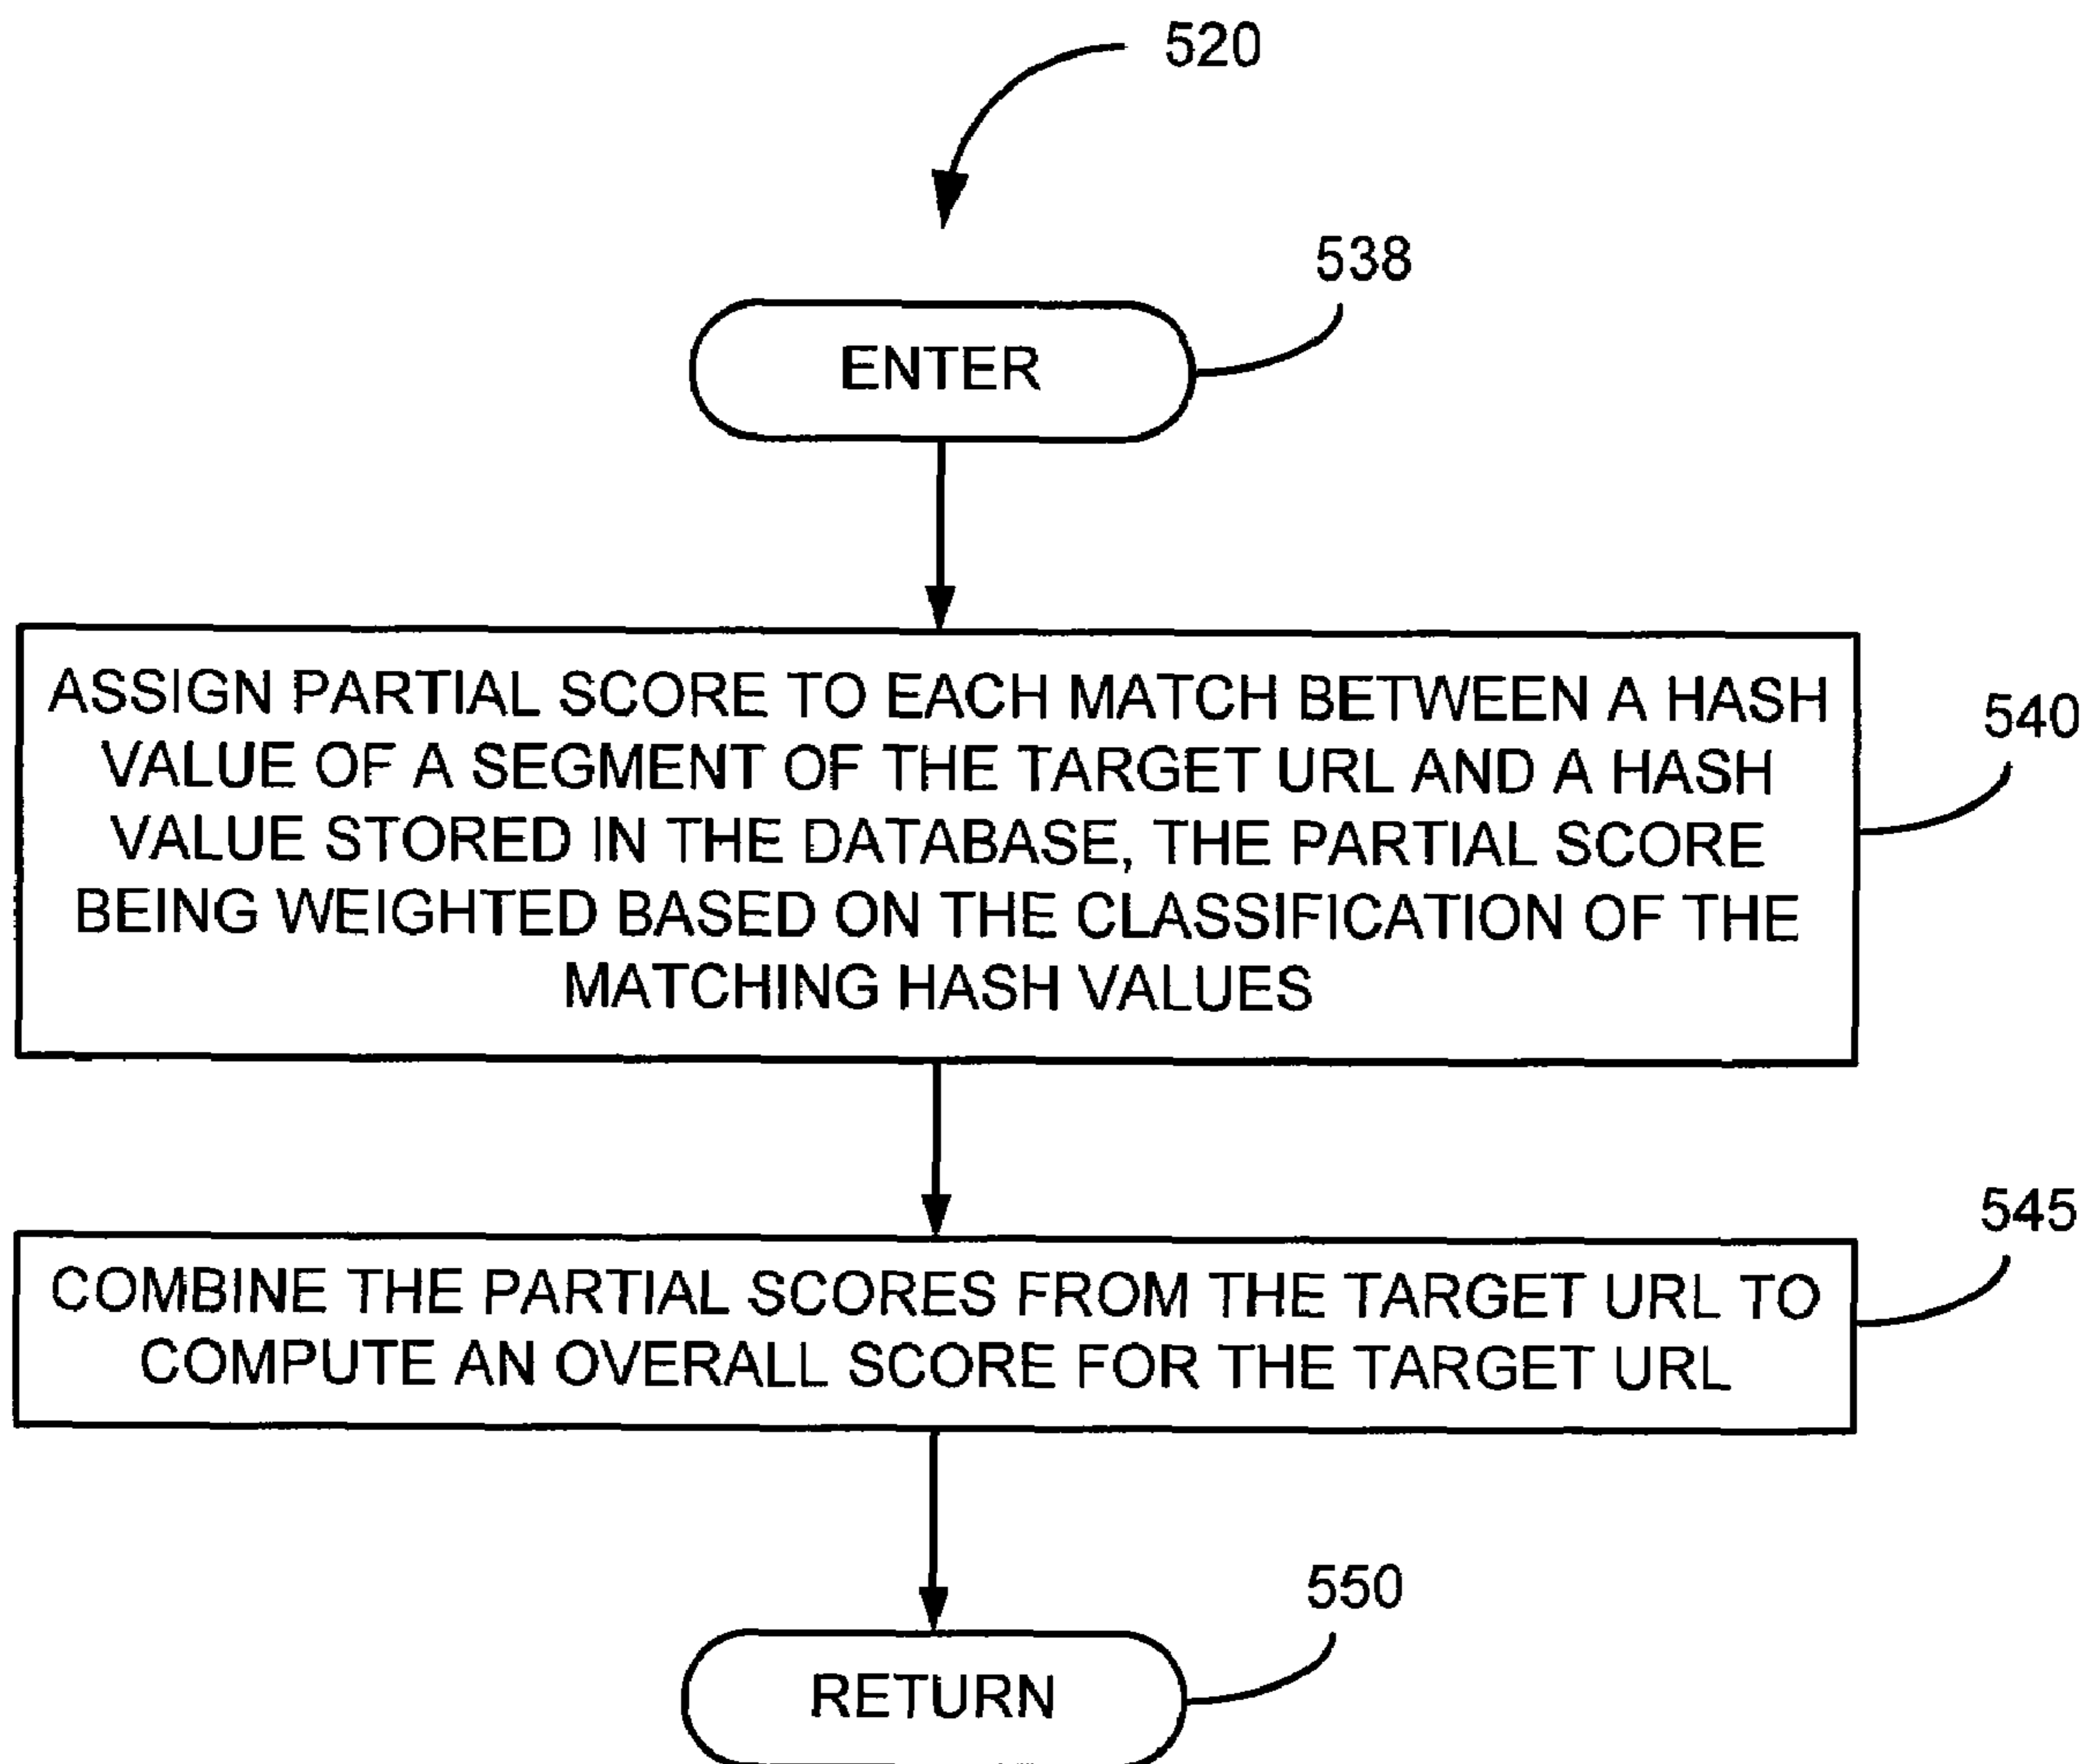 520
538
ENTER
ASSIGN PARTIAL SCORE TO EACH MATCH BETWEEN A HASH
VALUE OF A SEGMENT OF THE TARGET URL AND A HASH
VALUE STORED IN THE DATABASE, THE PARTIAL SCORE
BEING WEIGHTED BASED ON THE CLASSIFICATION OF THE
MATCHING HASH VALUES
540
545
COMBINE THE PARTIAL SCORES FROM THE TARGET URL TO
COMPUTE AN OVERALL SCORE FOR THE TARGET URL
550
RETURN